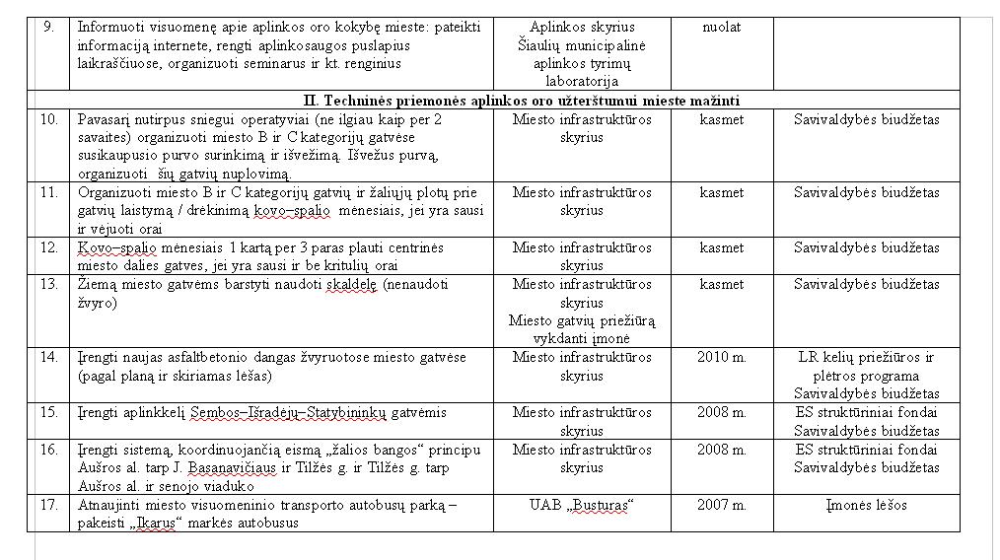 9. Informuoti visuomenę apie aplinkos oro kokybę mieste: pateikti Aplinkos skyrius nuolat
informaciją internete, rengti aplinkosaugos puslapius Šiaulių municipalinė
laikraščiuose, organizuoti seminarus ir kt. renginius aplinkos tyrimų
laboratorija
II. Techninės priemonės aplinkos oro užterštumui mieste mažinti
10. Pavasarį nutirpus sniegui operatyviai (ne ilgiau kaip per 2 Miesto infrastruktūros kasmet Savivaldybės biudžetas
savaites) organizuoti miesto B ir C kategorijų gatvėse skyrius
susikaupusio purvo surinkimą ir išvežimą. Išvežus purvą,
organizuoti šių gatvių nuplovimą.
11. Organizuoti miesto B ir C kategorijų gatvių ir žaliųjų plotų prie Miesto infrastruktūros kasmet Savivaldybės biudžetas
gatvių laistymą / drėkinimą kovo–spalio mėnesiais, jei yra sausi skyrius
ir vėjuoti orai
12. Kovo–spalio mėnesiais 1 kartą per 3 paras plauti centrinės Miesto infrastruktūros kasmet Savivaldybės biudžetas
miesto dalies gatves, jei yra sausi ir be kritulių orai skyrius
13. Žiemą miesto gatvėms barstyti naudoti skaldelę (nenaudoti Miesto infrastruktūros kasmet Savivaldybės biudžetas
žvyro) skyrius
Miesto gatvių priežiūrą
vykdanti įmonė
14. Įrengti naujas asfaltbetonio dangas žvyruotose miesto gatvėse Miesto infrastruktūros 2010 m. LR kelių priežiūros ir
(pagal planą ir skiriamas lėšas) skyrius plėtros programa
Savivaldybės biudžetas
15. Įrengti aplinkkelį Sembos–Išradėjų–Statybininkų gatvėmis Miesto infrastruktūros 2008 m. ES struktūriniai fondai
skyrius Savivaldybės biudžetas
16. Įrengti sistemą, koordinuojančią eismą „žalios bangos“ principu Miesto infrastruktūros 2008 m. ES struktūriniai fondai
Aušros al. tarp J. Basanavičiaus ir Tilžės g. ir Tilžės g. tarp skyrius Savivaldybės biudžetas
Aušros al. ir senojo viaduko
17. Atnaujinti miesto visuomeninio transporto autobusų parką – UAB „Busturas“ 2007 m. Įmonės lėšos
pakeisti „Ikarus“ markės autobusus